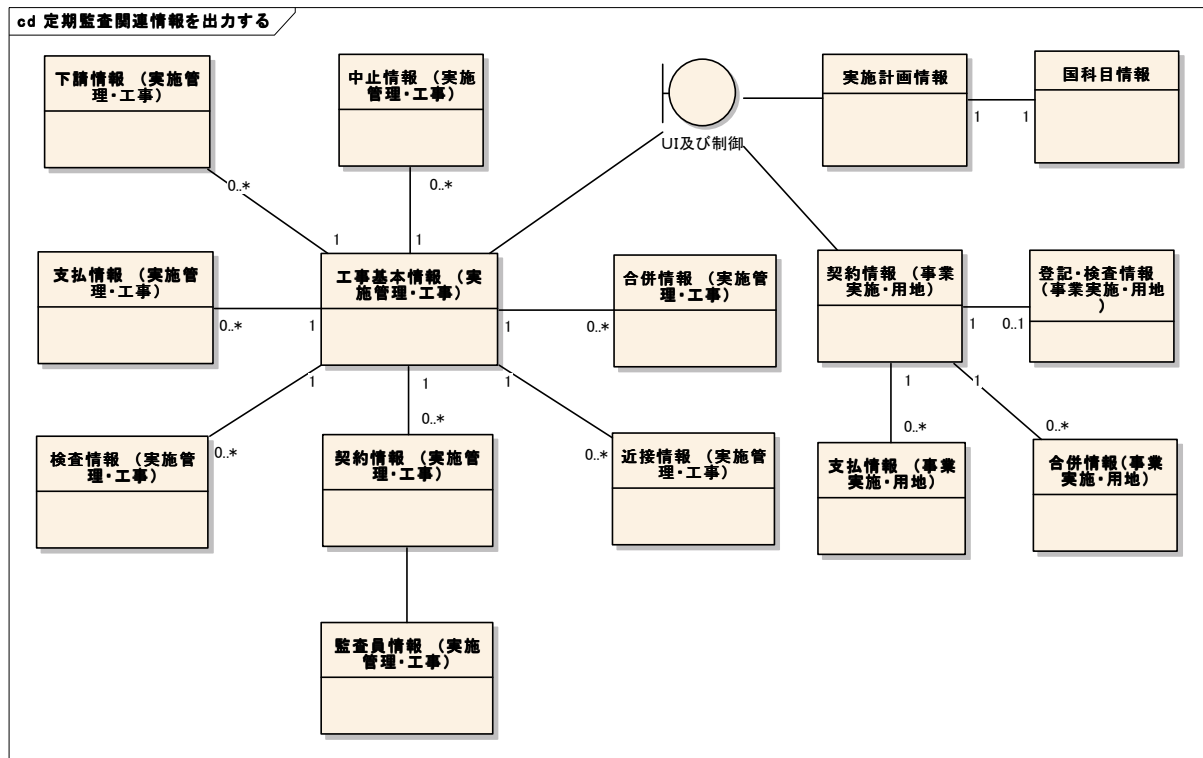 cd 定期監査関連情報を出力する
下請情報 （実施管
理・工事）
中止情報 （実施
管理・工事）
UI及び制御
実施計画情報
国科目情報
1
1
0..*
0..*
1
1
支払情報 （実施管
理・工事）
工事基本情報 （実
施管理・工事）
合併情報 （実施管
理・工事）
契約情報 （事業
実施・用地）
登記・検査情報
（事業実施・用地
）
0..*
1
1
0..*
1
0..1
1
1
1
1
1
0..*
0..*
0..*
0..*
0..*
検査情報 （実施管
理・工事）
契約情報 （実施
管理・工事）
近接情報 （実施管
理・工事）
支払情報 （事業
実施・用地）
合併情報（事業
実施・用地）
監査員情報 （実施
管理・工事）